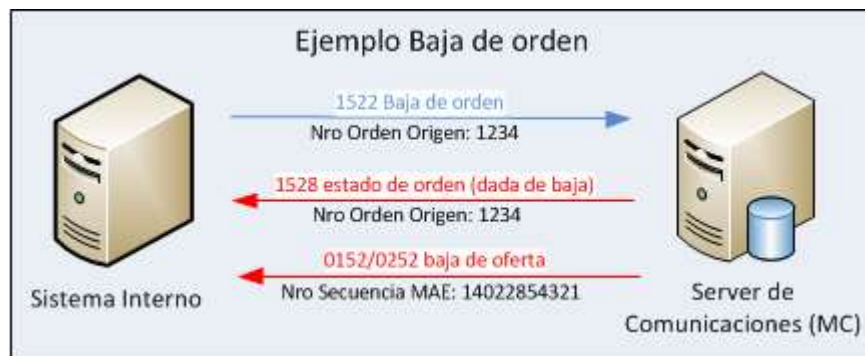 Ejemplo Baja de orden
1522 Baja de orden
Nro Orden Origen: 1234
1528 estado de orden (dada de baja)
Nro Orden Origen: 1234
0152/0252 baja de oferta
Nro Secuencia MAE: 14022854321
Sistema Interno
Server de
Comunicaciones (MC)